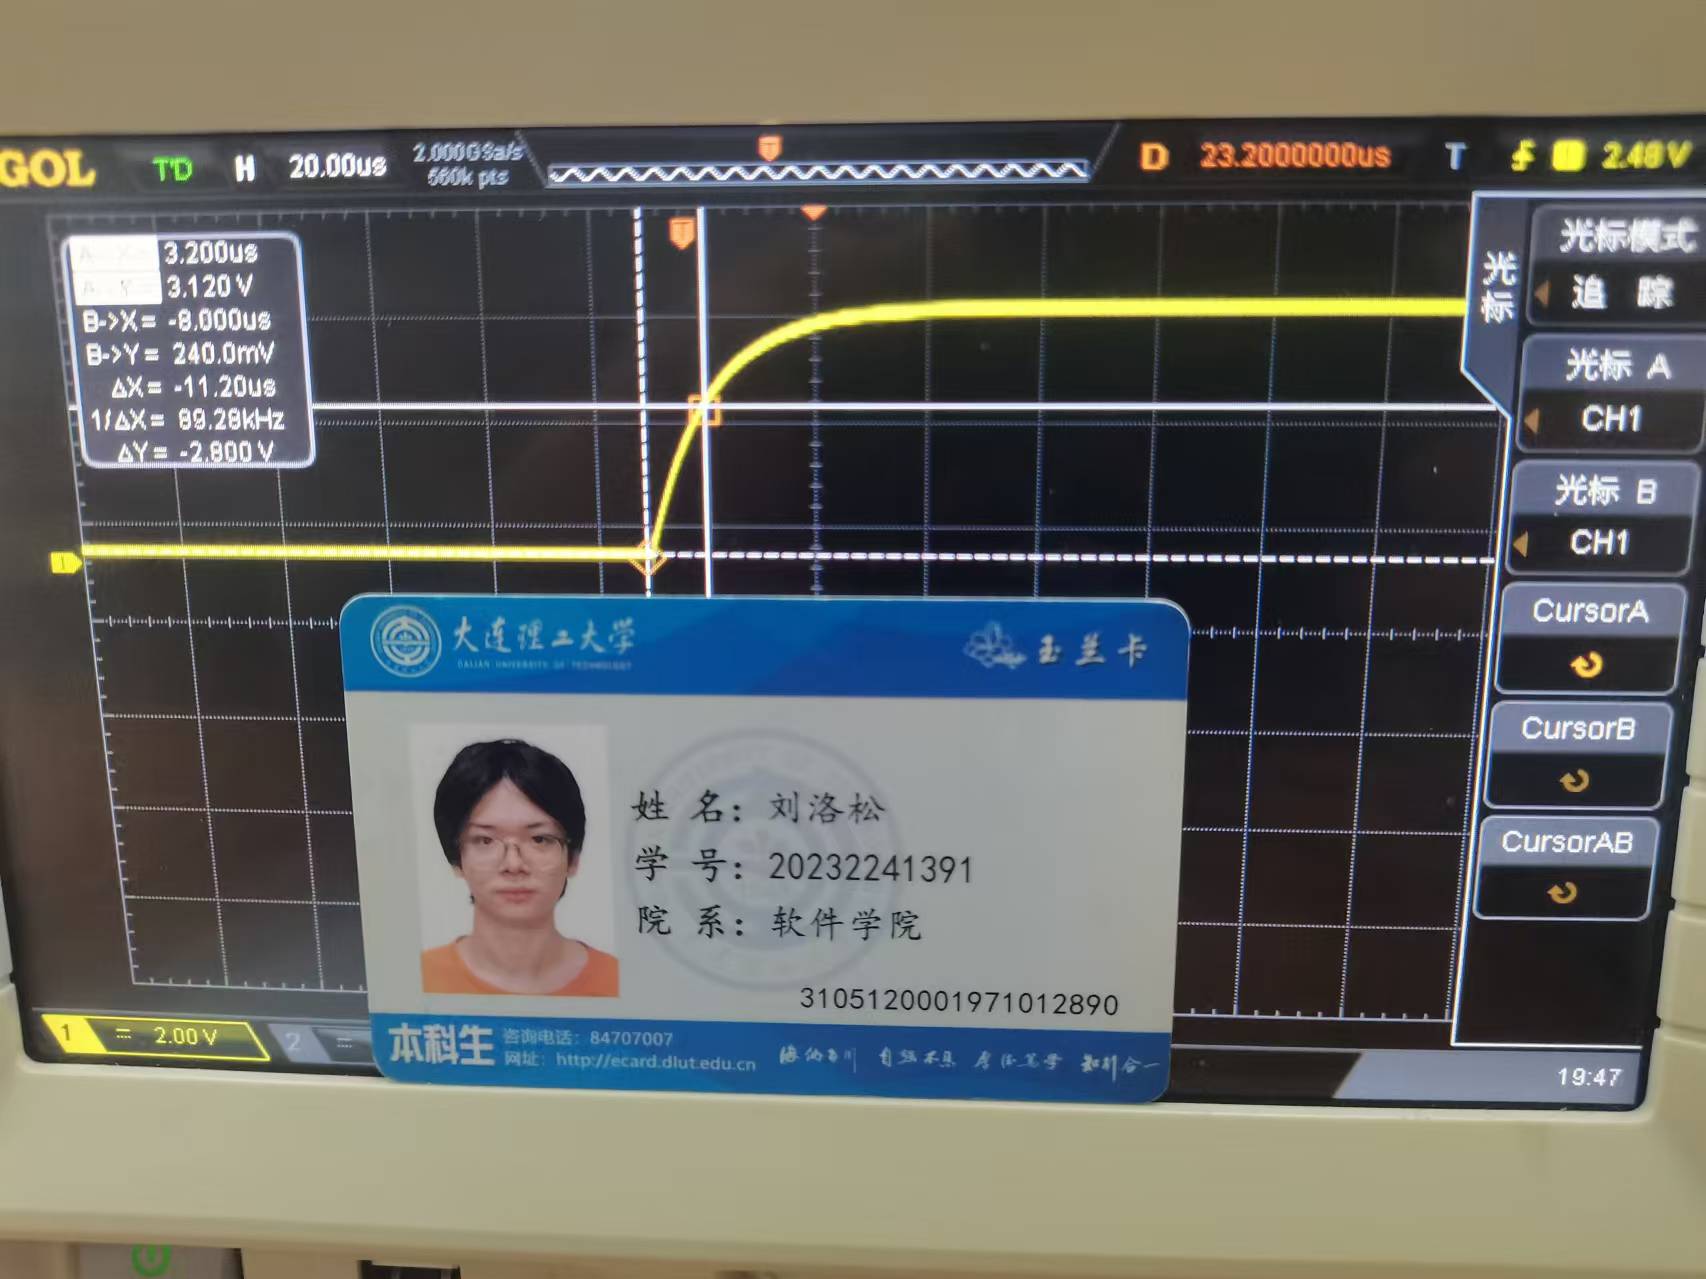 GOL T'D H 20.00us 2.000GSa/s 560k pts D 23.2000000us T 1 2.48V
T
T
A->X= 3.200us
A->Y= 3.120 V
B->X= -8.000us
B->Y= 240.0mV
ΔX= -11.20us
1/ΔX= 89.28kHz
ΔY= -2.800 V
光标
光标模式
追 踪
光标 A
CH1
光标 B
CH1
CursorA
CursorB
CursorAB
1
大连理工大学
DALIAN UNIVERSITY OF TECHNOLOGY
玉兰卡
姓 名：刘洛松
学 号：20232241391
院 系：软件学院
3105120001971012890
本科生
咨询电话：84707007
网址：http://ecard.dlut.edu.cn
海纳百川 自强不息 厚德笃学 知行合一
1 = 2.00 V
2 =
19:47